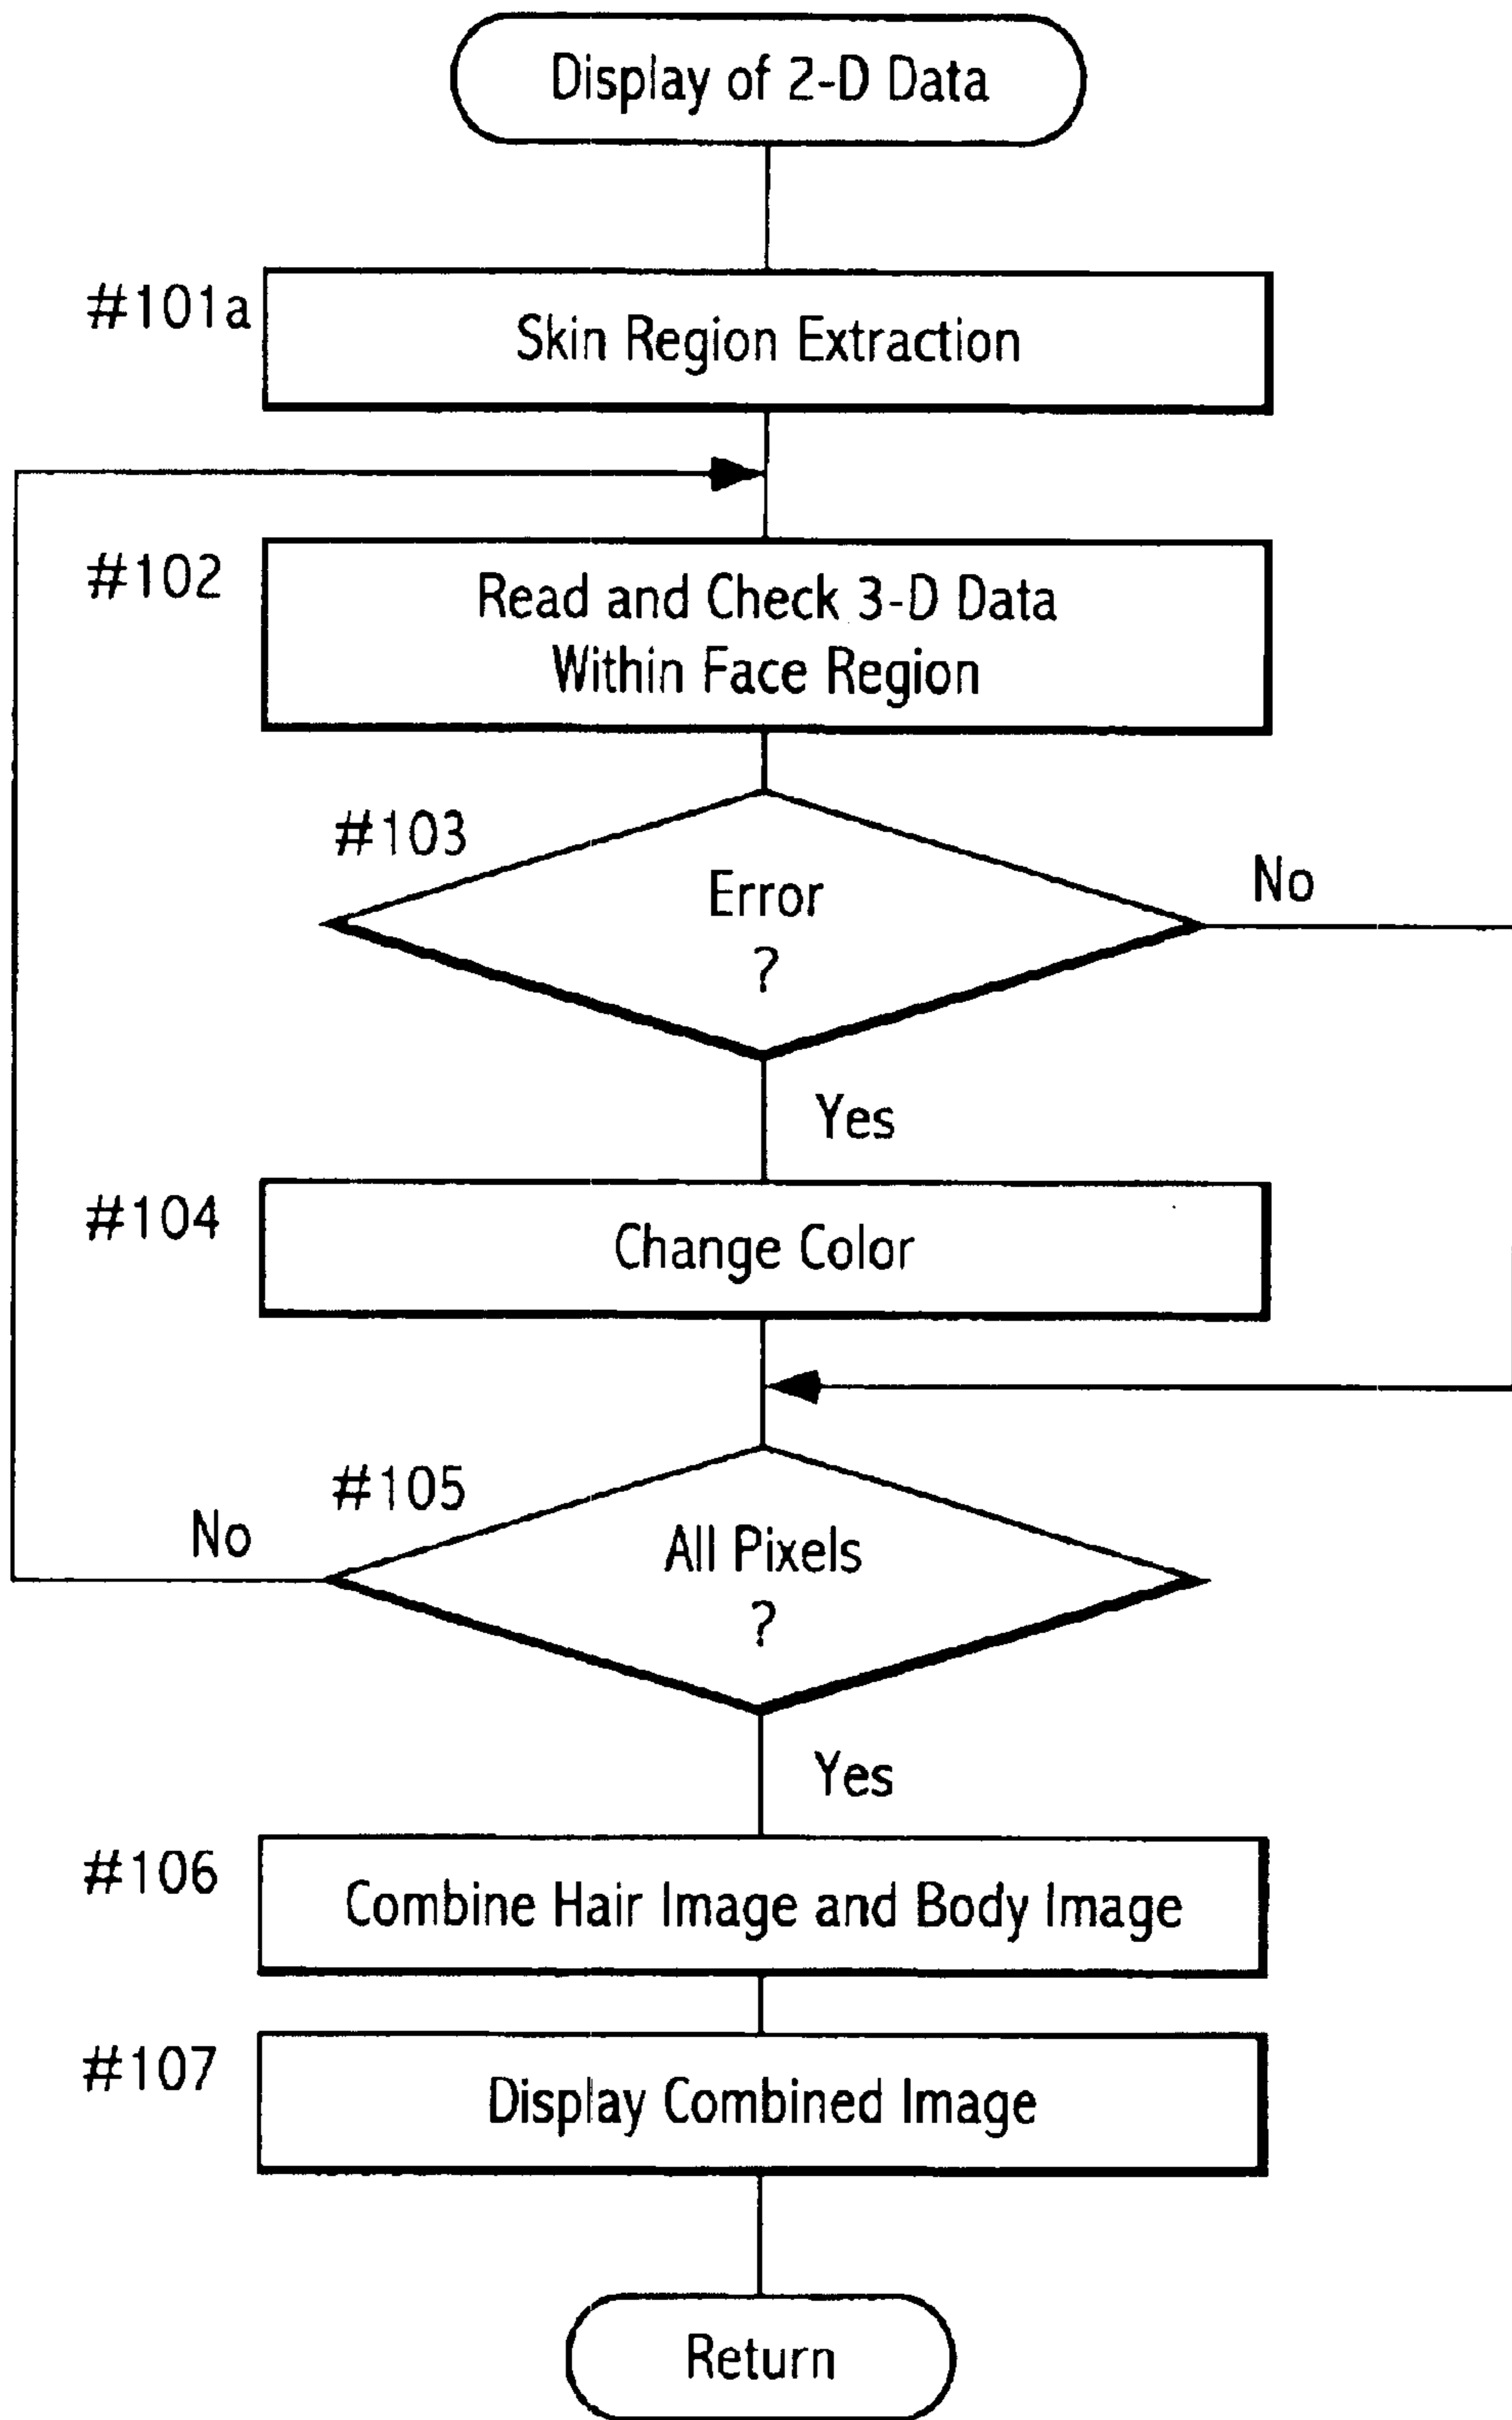 Display of 2-D Data
#101a
Skin Region Extraction
#102
Read and Check 3-D Data
Within Face Region
#103
Error
?
No
Yes
#104
Change Color
#105
All Pixels
?
No
Yes
#106
Combine Hair Image and Body Image
#107
Display Combined Image
Return